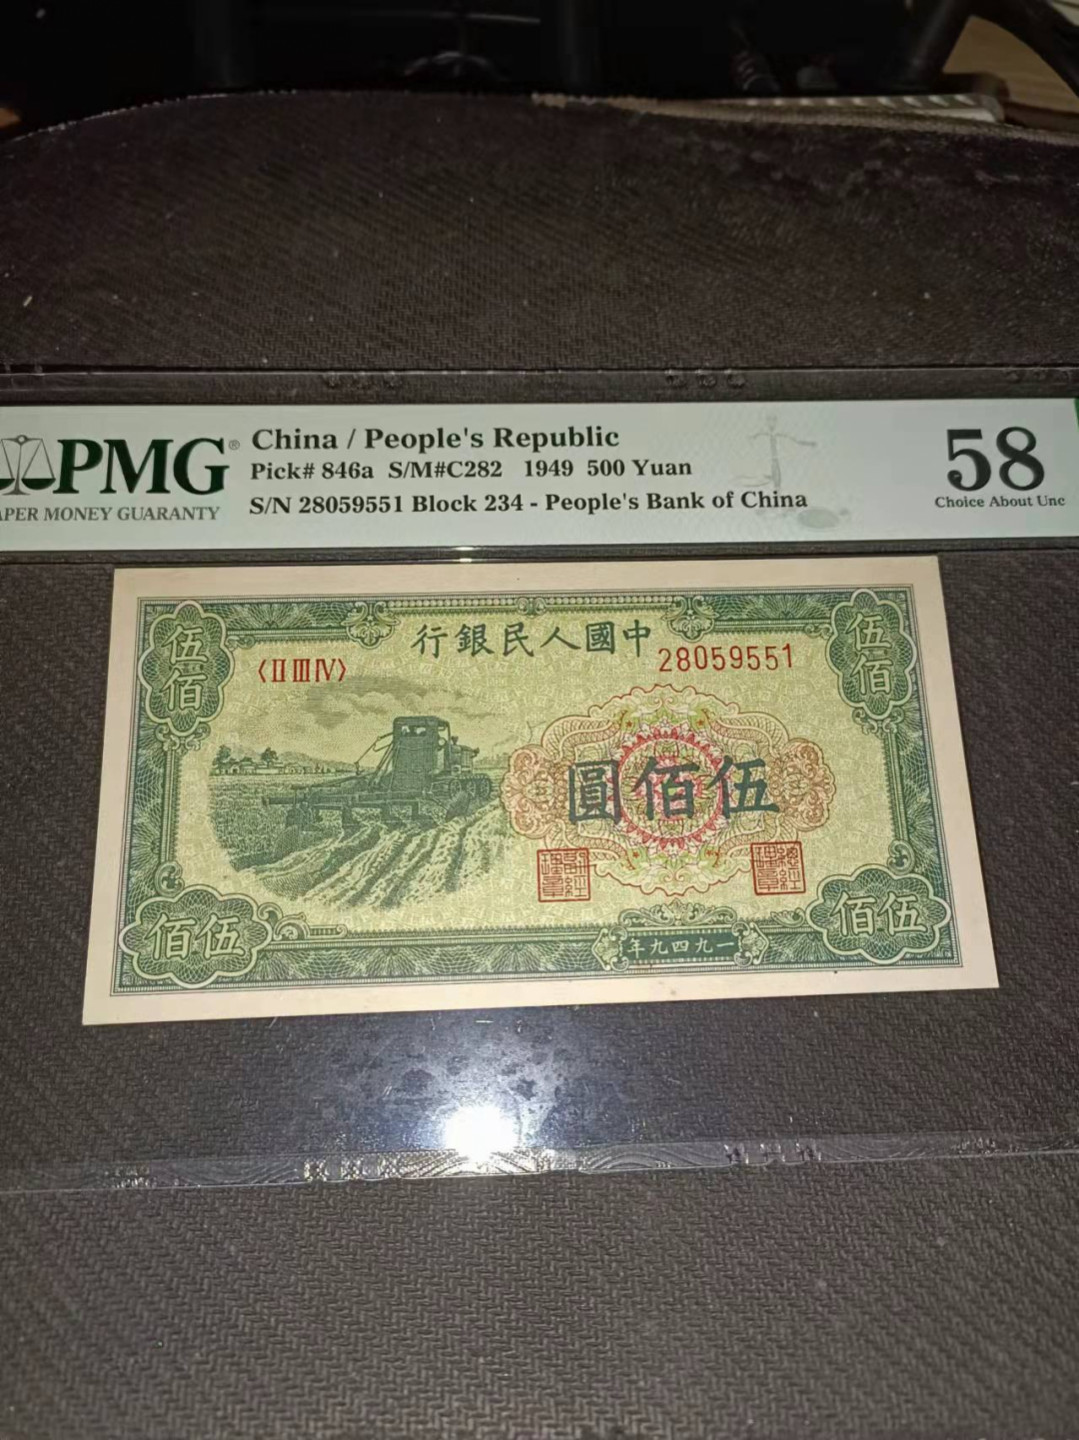 PMG®
APER MONEY GUARANTY
China / People's Republic
Pick# 846a S/M#C282 1949 500 Yuan
S/N 28059551 Block 234 - People's Bank of China
58
Choice About Unc
行銀民人國中
〈II III IV〉
28059551
伍佰
伍佰
圓佰伍
佰伍
年九四九一
佰伍